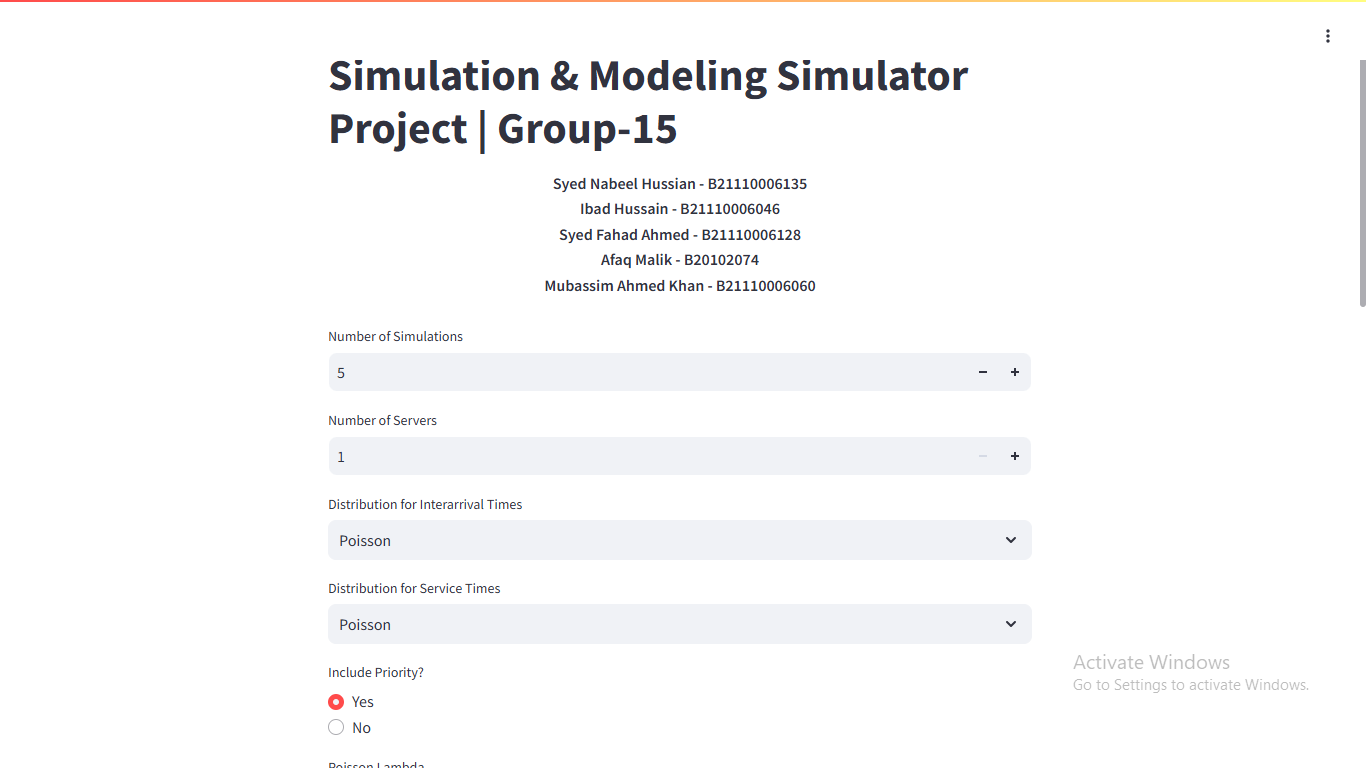 Simulation & Modeling Simulator
Project | Group-15
Syed Nabeel Hussian - B21110006135
Ibad Hussain - B21110006046
Syed Fahad Ahmed - B21110006128
Afaq Malik - B20102074
Mubassim Ahmed Khan - B21110006060
Number of Simulations
5
Number of Servers
1
Distribution for Interarrival Times
Poisson
Distribution for Service Times
Poisson
Include Priority?
Yes
No
Poisson Lambda
Activate Windows
Go to Settings to activate Windows.